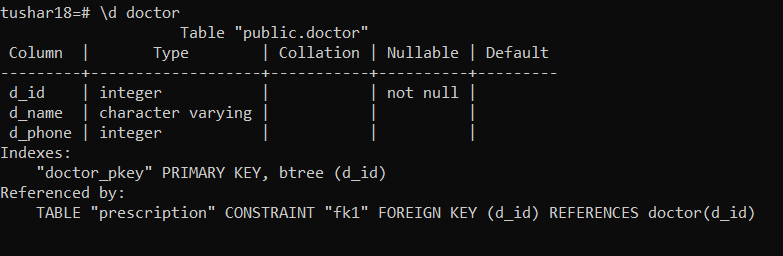 tushar18=# \d doctor
                  Table "public.doctor"
 Column  |       Type        | Collation | Nullable | Default
---------+-------------------+-----------+----------+---------
 d_id    | integer           |           | not null |
 d_name  | character varying |           |          |
 d_phone | integer           |           |          |
Indexes:
    "doctor_pkey" PRIMARY KEY, btree (d_id)
Referenced by:
    TABLE "prescription" CONSTRAINT "fk1" FOREIGN KEY (d_id) REFERENCES doctor(d_id)